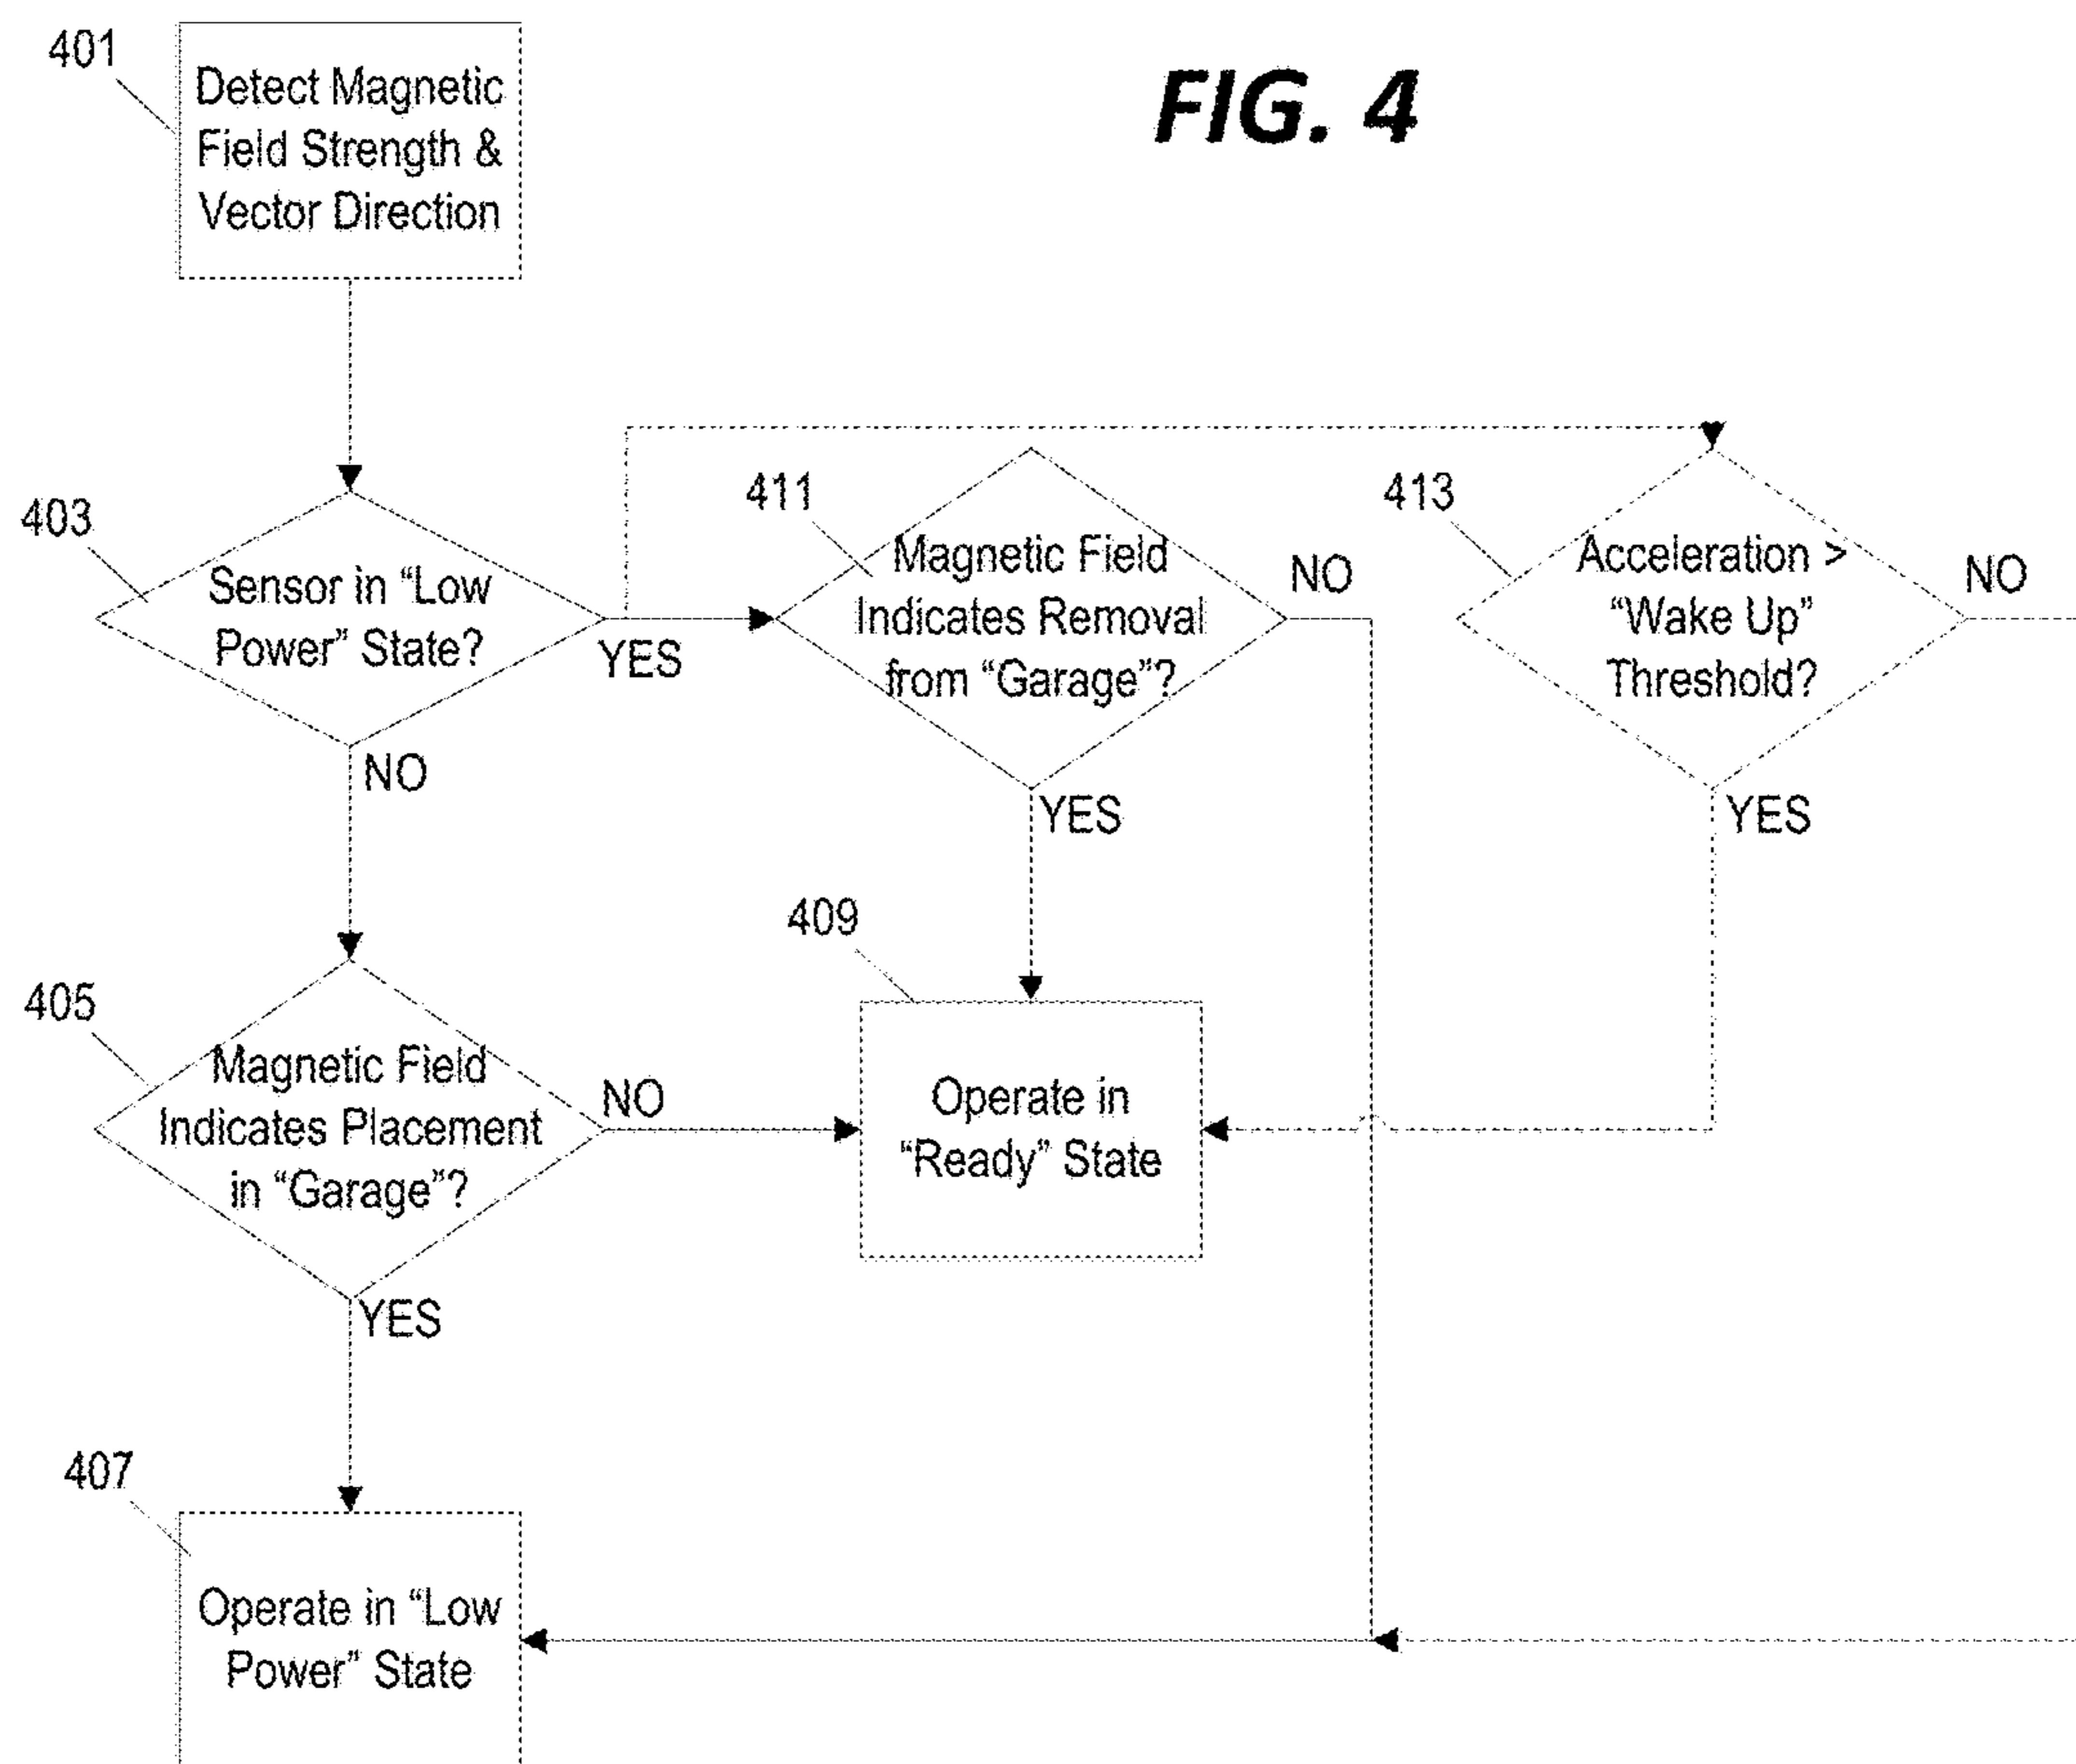 FIG. 4
401
Detect Magnetic
Field Strength &
Vector Direction
403
Sensor in “Low
Power” State?
YES
NO
411
Magnetic Field
Indicates Removal
from “Garage”?
NO
YES
413
Acceleration >
“Wake Up”
Threshold?
NO
YES
405
Magnetic Field
Indicates Placement
in “Garage”?
NO
YES
409
Operate in
“Ready” State
407
Operate in “Low
Power” State